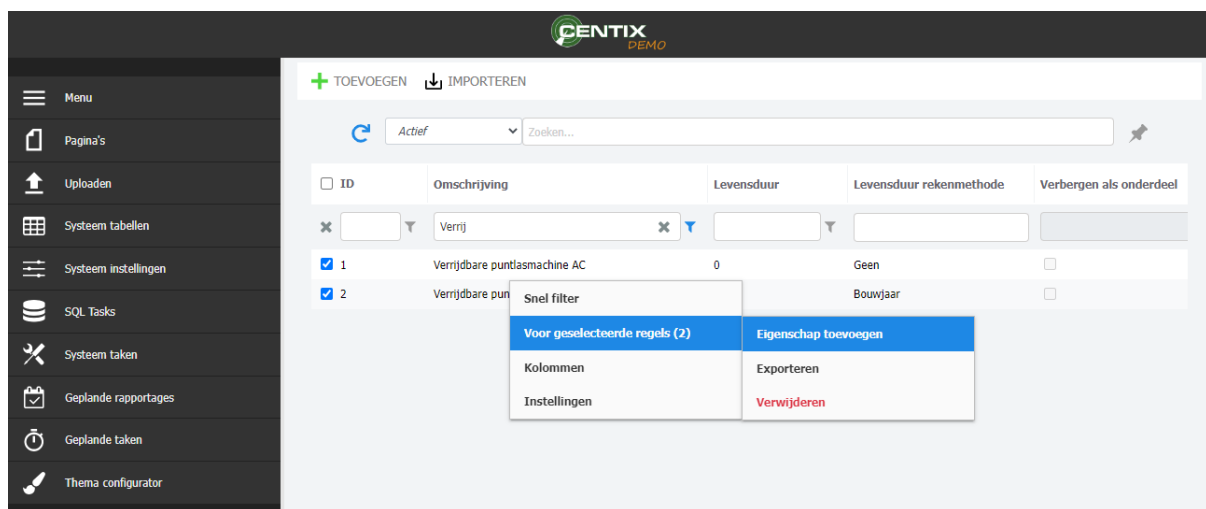 CENTIX
DEMO
TOEVOEGEN IMPORTEREN
Menu
Pagina's
Uploaden
Systeem tabellen
Systeem instellingen
SQL Tasks
Systeem taken
Geplande rapportages
Geplande taken
Thema configurator
Actief Zoeken...
ID Omschrijving Levensduur Levensduur rekenmethode Verbergen als onderdeel
Verrij
1 Verrijdbare puntlasmachine AC 0 Geen
2 Verrijdbare pun Bouwjaar
Snel filter
Voor geselecteerde regels (2)
Kolommen
Instellingen
Eigenschap toevoegen
Exporteren
Verwijderen